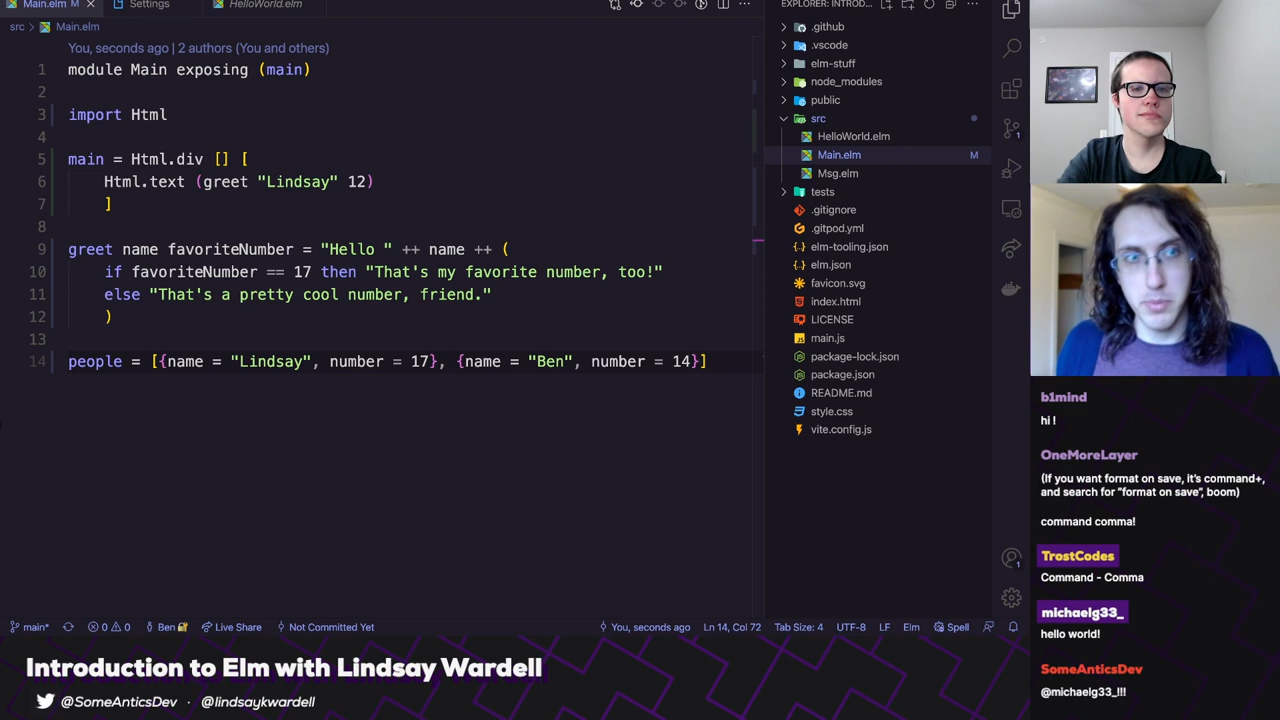 Main.elm M
Settings
HelloWorld.elm
EXPLORER: INTROD...
src
Main.elm
You, seconds ago | 2 authors (You and others)
1 module Main exposing (main)
2
3 import Html
4
5 main = Html.div [] [
6 Html.text (greet "Lindsay" 12)
7 ]
8
9 greet name favoriteNumber = "Hello " ++ name ++ (
10 if favoriteNumber == 17 then "That's my favorite number, too!"
11 else "That's a pretty cool number, friend."
12 )
13
14 people = [{name = "Lindsay", number = 17}, {name = "Ben", number = 14}]
.github
.vscode
elm-stuff
node_modules
public
src
HelloWorld.elm
Main.elm M
Msg.elm
tests
.gitignore
.gitpod.yml
elm-tooling.json
elm.json
favicon.svg
index.html
LICENSE
main.js
package-lock.json
package.json
README.md
style.css
vite.config.js
1
1
b1mind
hi !
OneMoreLayer
(If you want format on save, it's command+,
and search for "format on save", boom)
command comma!
TrostCodes
Command - Comma
michaelg33_
hello world!
SomeAnticsDev
@michaelg33_!!!
main* 0 0 Ben Live Share Not Committed Yet You, seconds ago Ln 14, Col 72 Tab Size: 4 UTF-8 LF Elm Spell
Introduction to Elm with Lindsay Wardell
@SomeAnticsDev · @lindsaykwardell